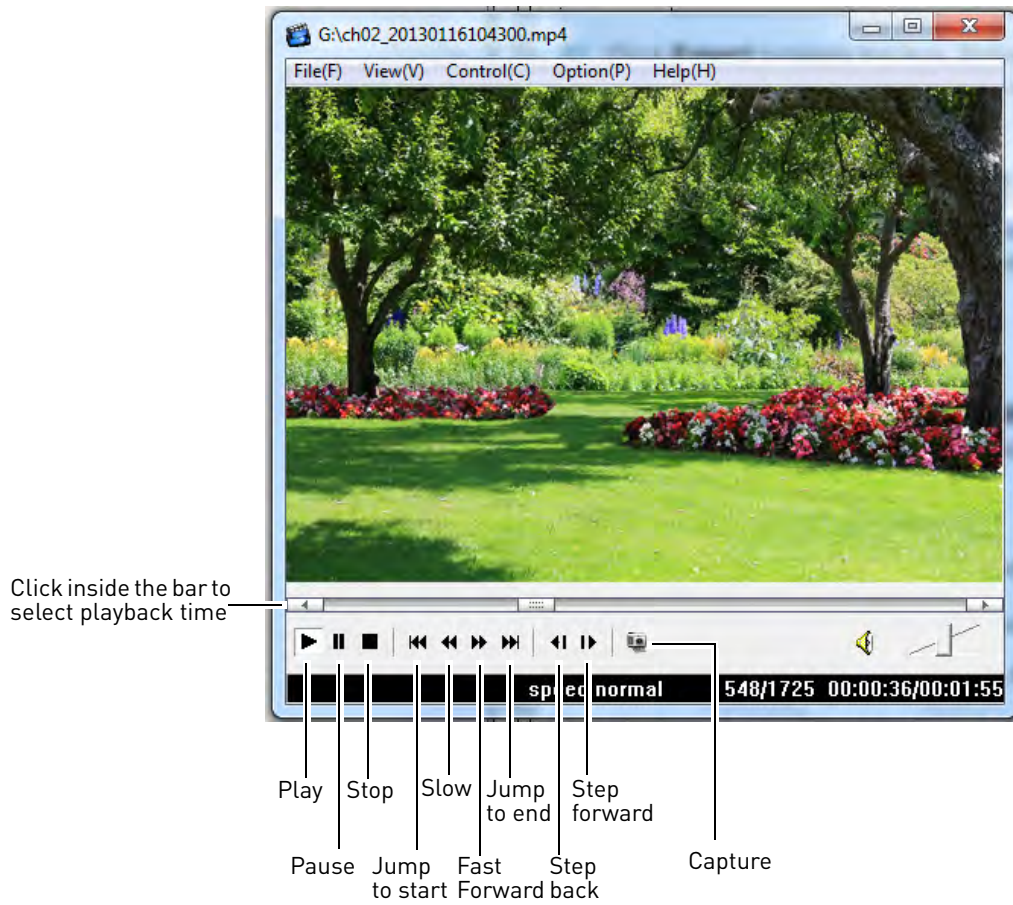 G:\ch02_20130116104300.mp4
File(F) View(V) Control(C) Option(P) Help(H)
Click inside the bar to
select playback time
speed normal 548/1725 00:00:36/00:01:55
Play
Stop
Slow
Jump
to end
Step
forward
Pause
Jump
to start
Fast
Forward
Step
back
Capture